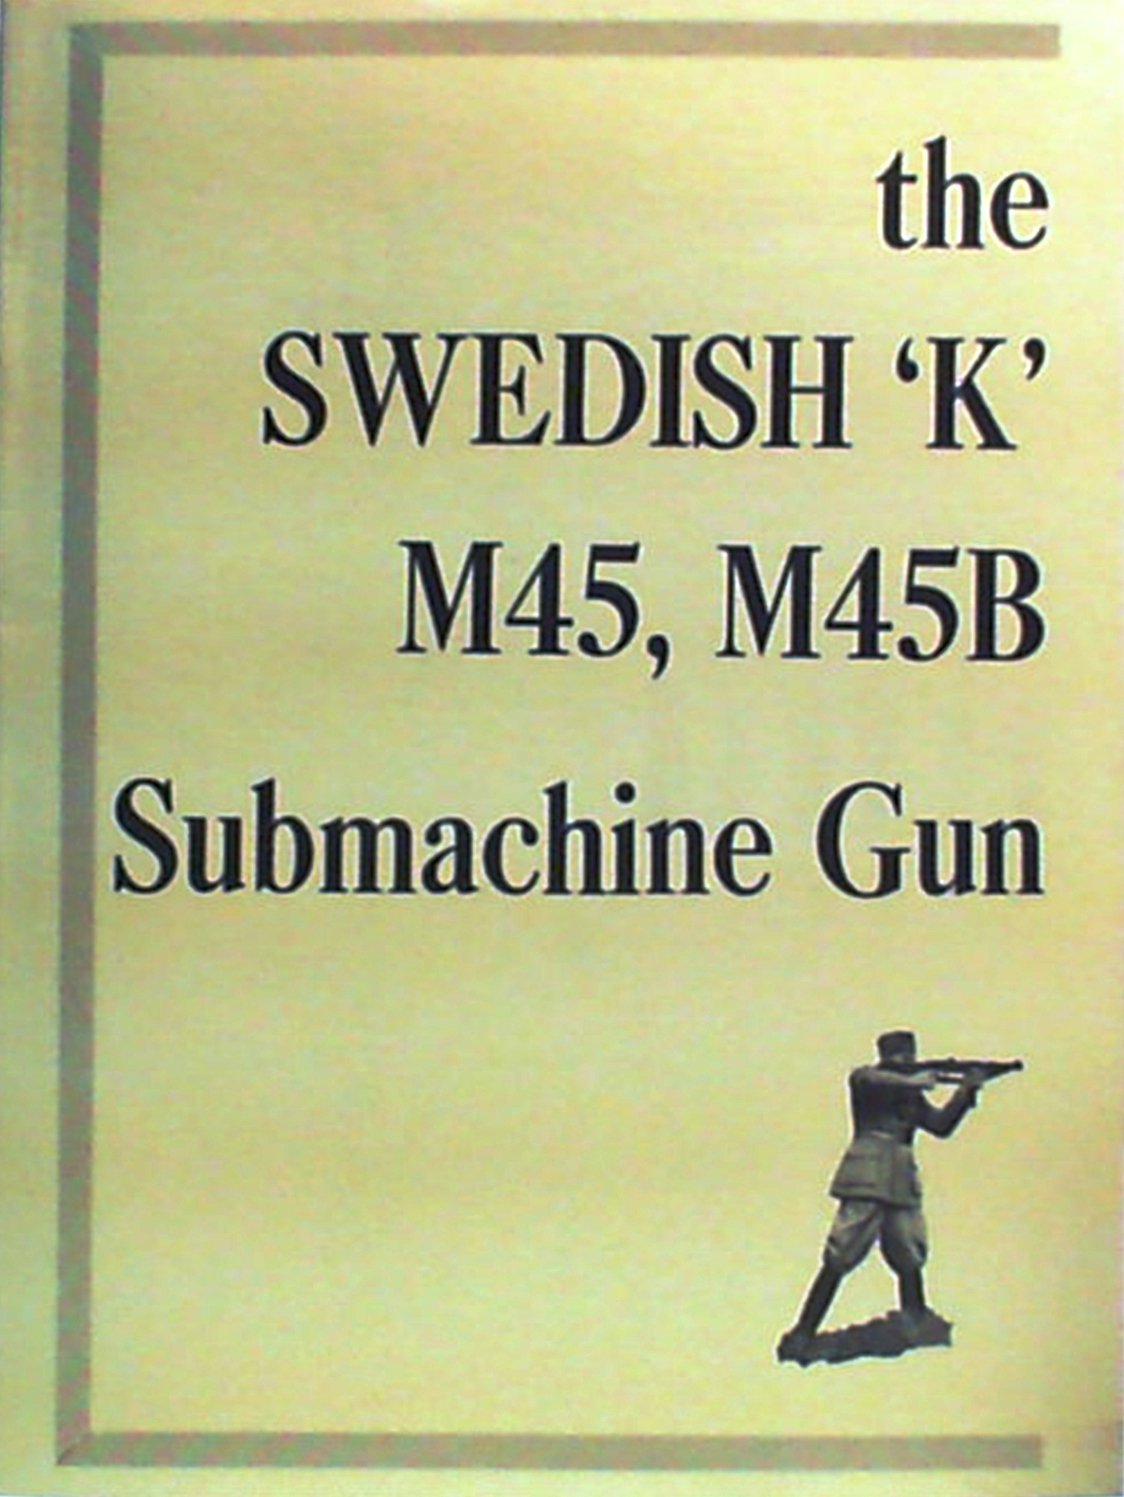 the
SWEDISH ‘K’
M45, M45B
Submachine Gun